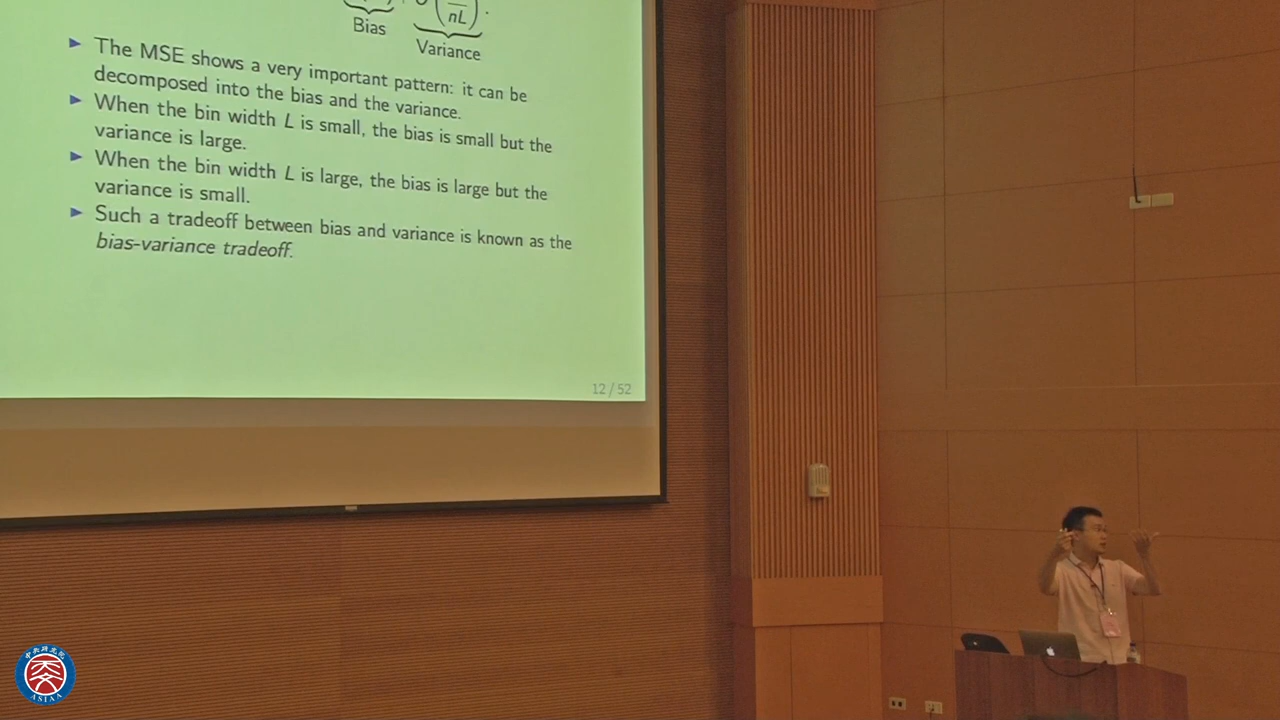 nL
Bias
Variance
▶ The MSE shows a very important pattern: it can be
decomposed into the bias and the variance.
▶ When the bin width L is small, the bias is small but the
variance is large.
▶ When the bin width L is large, the bias is large but the
variance is small.
▶ Such a tradeoff between bias and variance is known as the
bias-variance tradeoff.
12 / 52
ASIAA